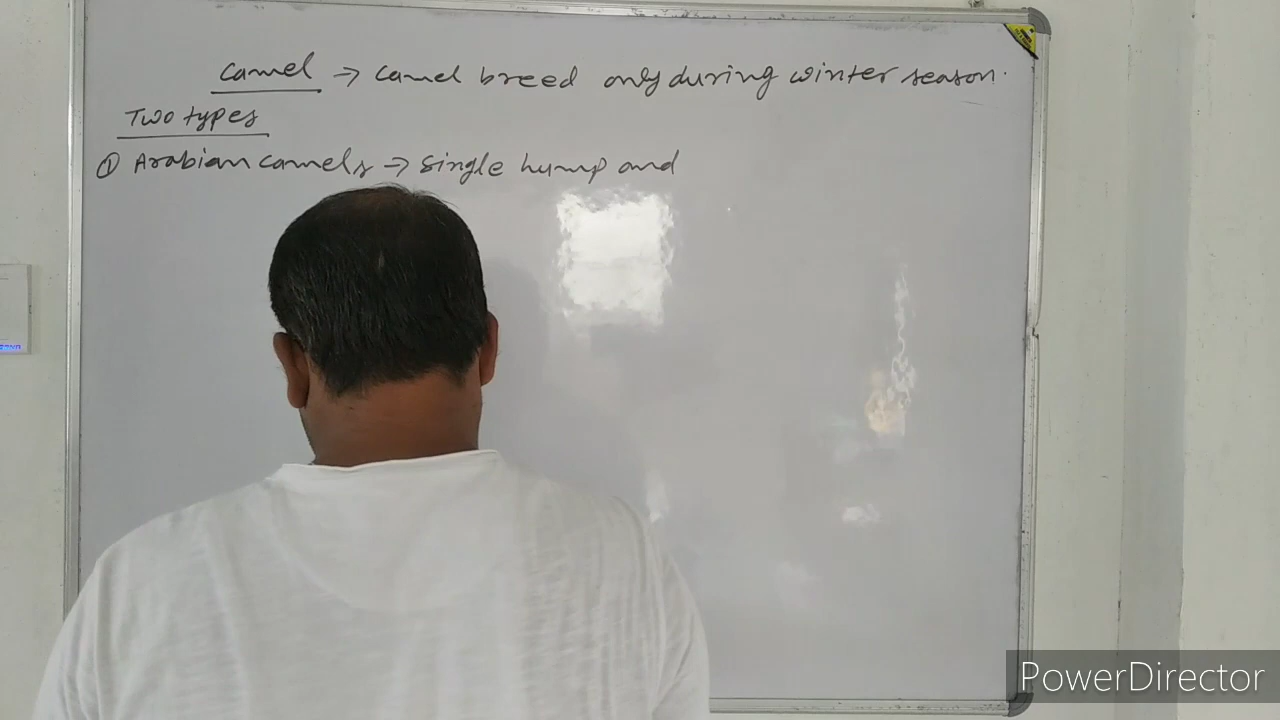 Camel → Camel breed only during winter season.
Two types
① Arabian camels → Single hump and
PowerDirector